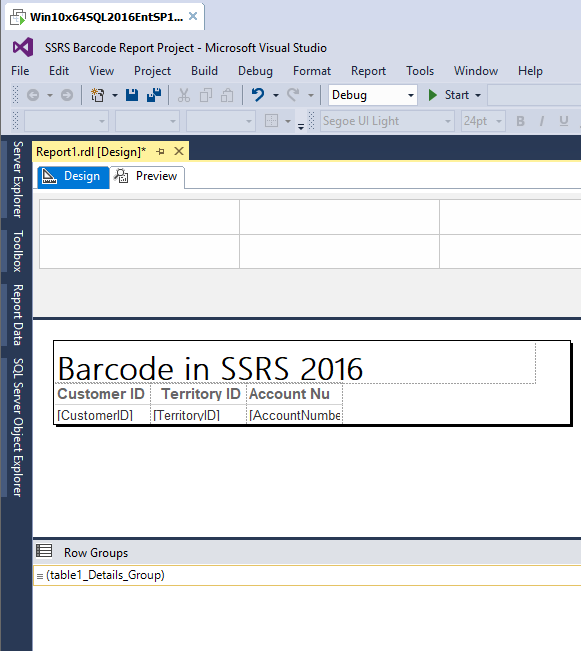 Win10x64SQL2016EntSP1...
SSRS Barcode Report Project - Microsoft Visual Studio
File Edit View Project Build Debug Format Report Tools Window Help
Debug Start
Segoe UI Light 24pt B I U
Report1.rdl [Design]*
Design Preview
Server Explorer
Toolbox
Report Data
SQL Server Object Explorer
Barcode in SSRS 2016
Customer ID Territory ID Account Nu
[CustomerID] [TerritoryID] [AccountNumbe
Row Groups
(table1_Details_Group)